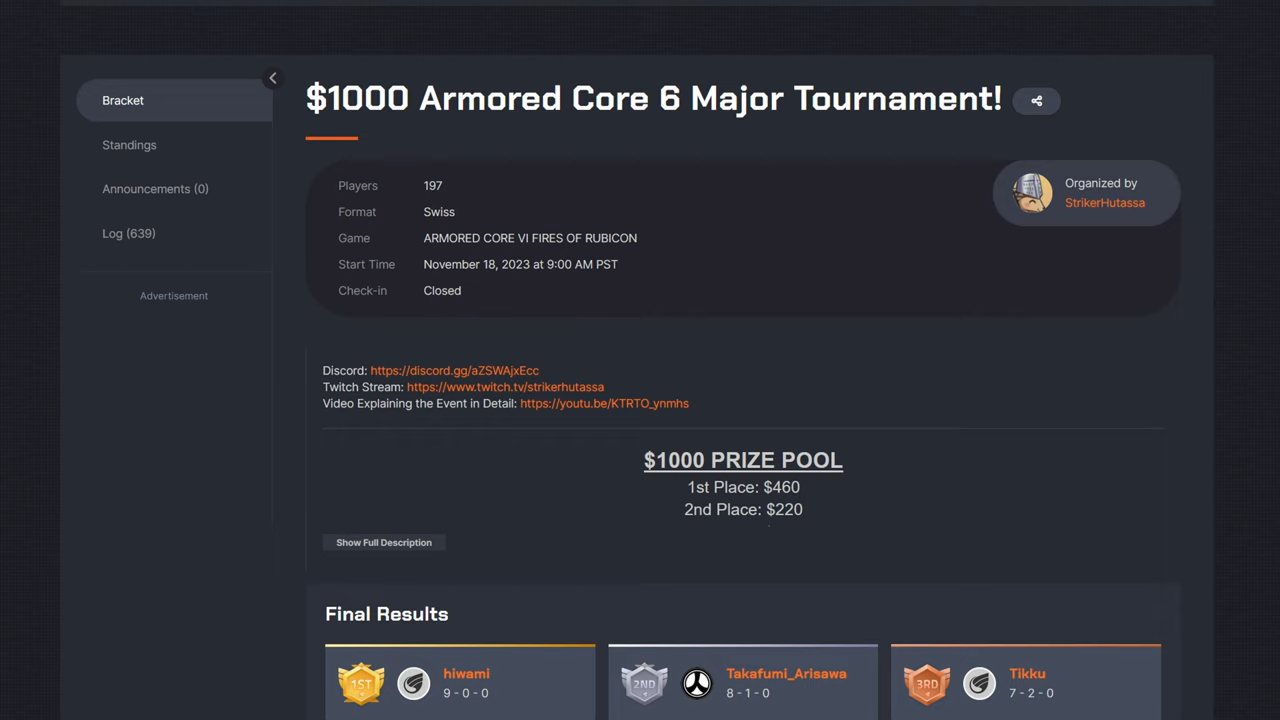 Bracket
Standings
Announcements (0)
Log (639)
Advertisement
$1000 Armored Core 6 Major Tournament!
Players 197
Format Swiss
Game ARMORED CORE VI FIRES OF RUBICON
Start Time November 18, 2023 at 9:00 AM PST
Check-in Closed
Organized by
StrikerHutassa
Discord: https://discord.gg/aZSWAjxEcc
Twitch Stream: https://www.twitch.tv/strikerhutassa
Video Explaining the Event in Detail: https://youtu.be/KTRTO_ynmhs
$1000 PRIZE POOL
1st Place: $460
2nd Place: $220
Show Full Description
Final Results
1ST hiwami
9 - 0 - 0
2ND Takafumi_Arisawa
8 - 1 - 0
3RD Tikku
7 - 2 - 0